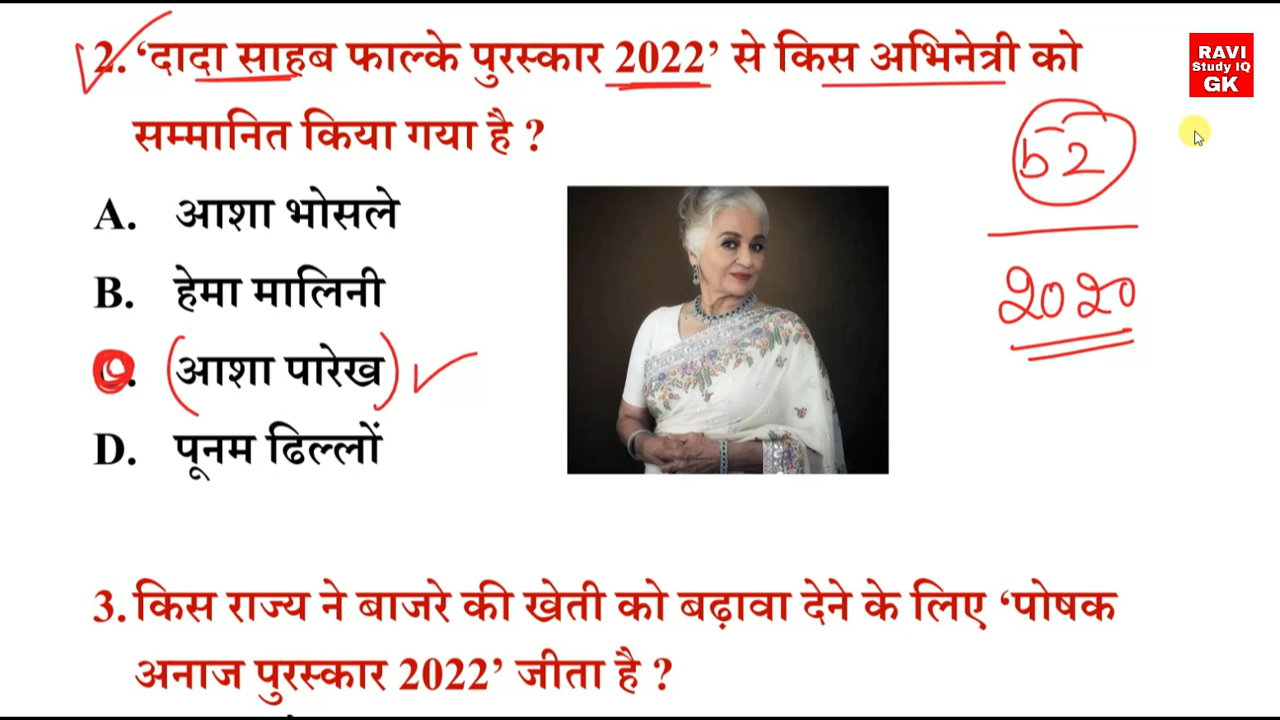 2. ‘दादा साहब फाल्के पुरस्कार 2022’ से किस अभिनेत्री को
सम्मानित किया गया है ?
A. आशा भोसले
B. हेमा मालिनी
C. (आशा पारेख)
D. पूनम ढिल्लों
52
2020
RAVI
Study IQ
GK
3. किस राज्य ने बाजरे की खेती को बढ़ावा देने के लिए ‘पोषक
अनाज पुरस्कार 2022’ जीता है ?